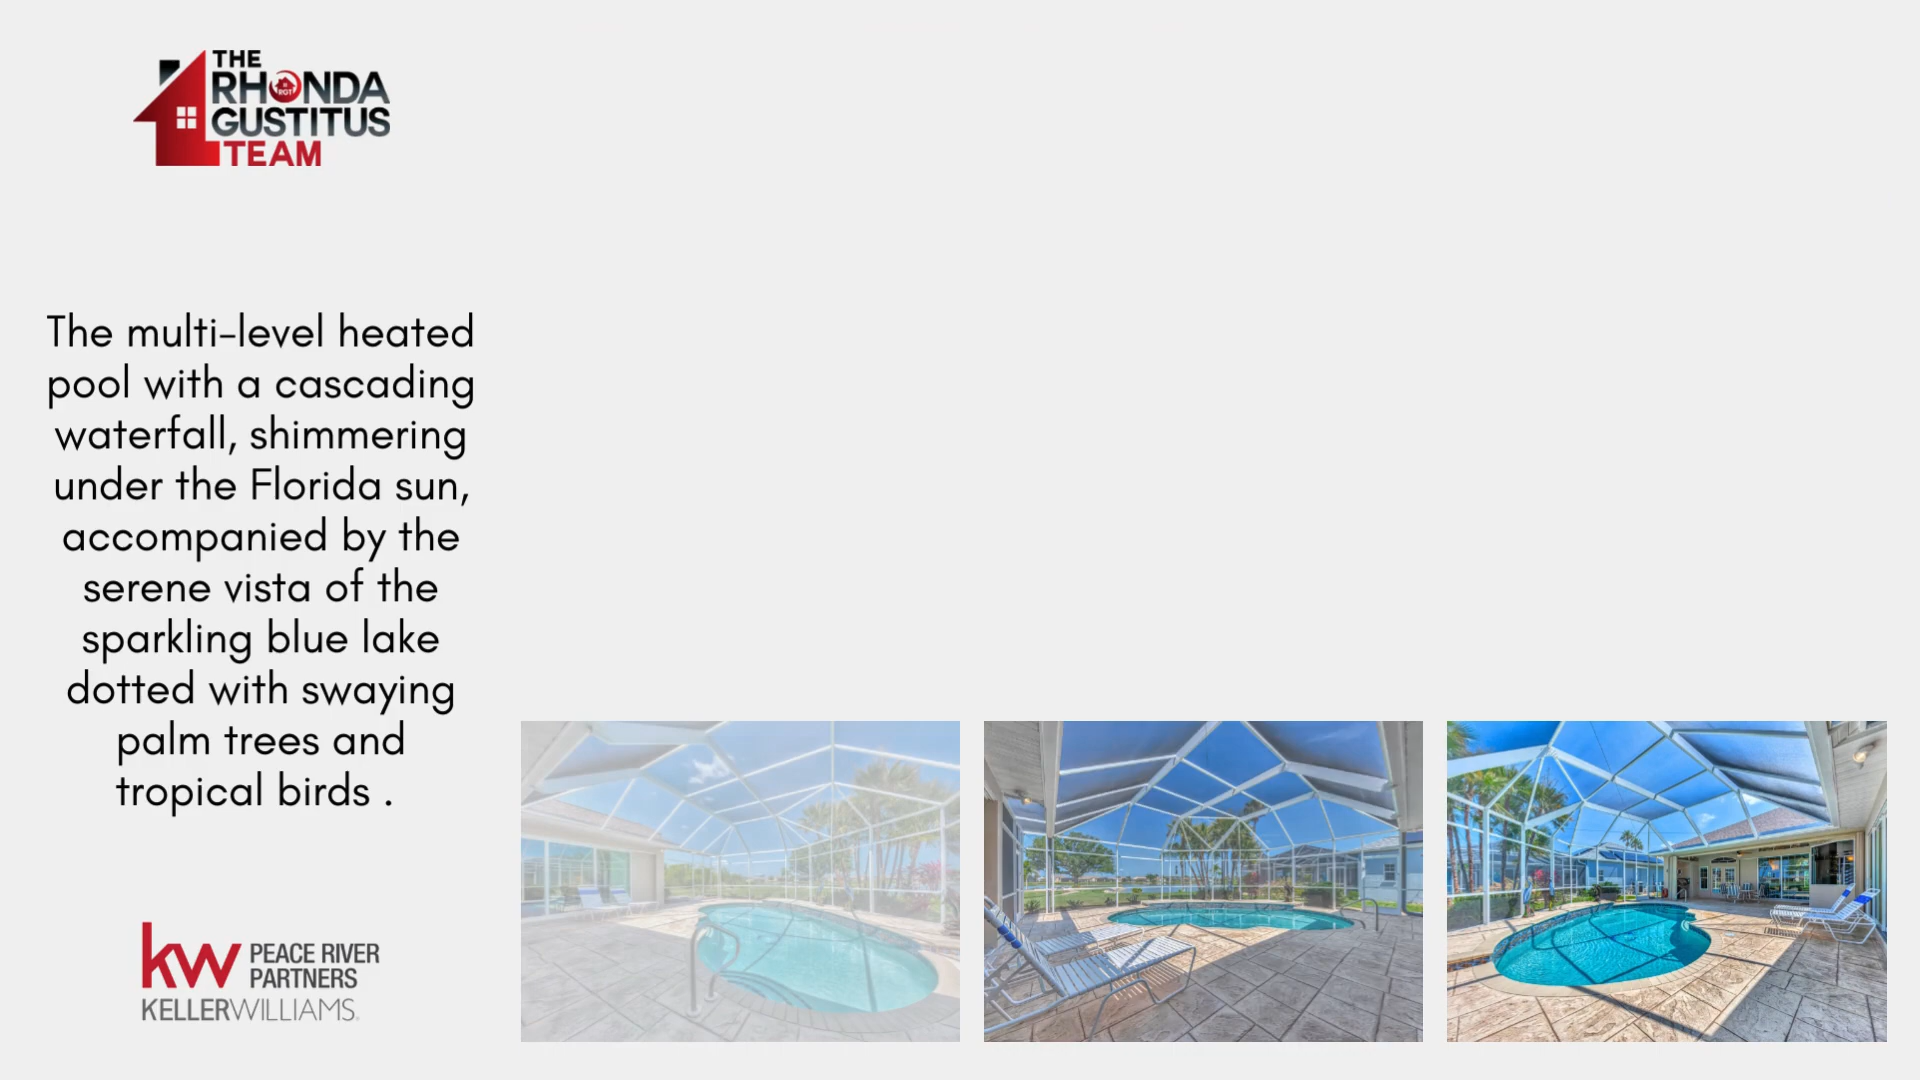 THE
RHONDA
GUSTITUS
TEAM
The multi-level heated
pool with a cascading
waterfall, shimmering
under the Florida sun,
accompanied by the
serene vista of the
sparkling blue lake
dotted with swaying
palm trees and
tropical birds .
kw PEACE RIVER
PARTNERS
KELLERWILLIAMS.